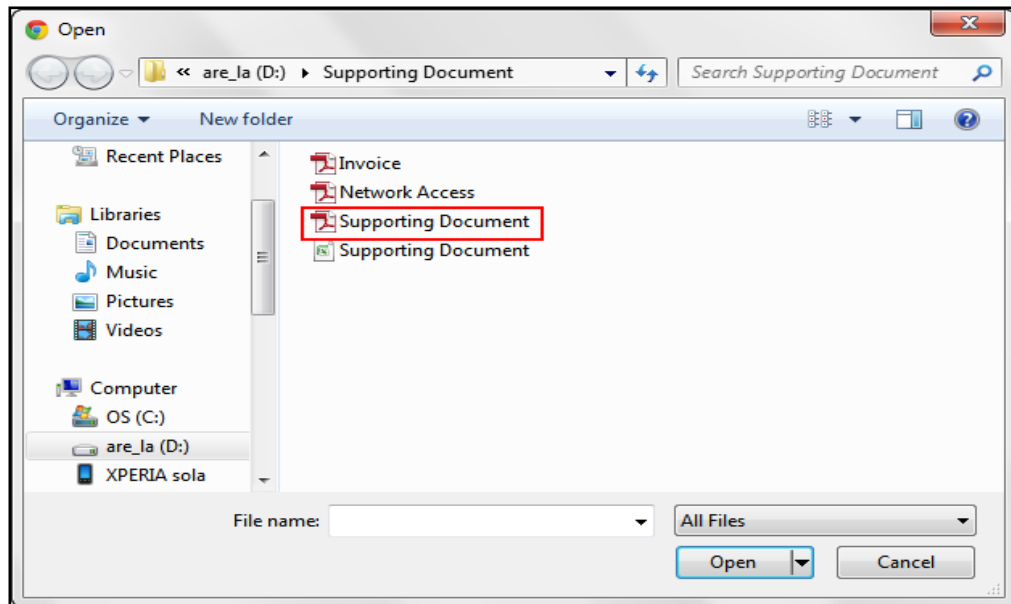 Open
« are_la (D:) Supporting Document
Search Supporting Document
Organize New folder
Recent Places
Libraries
Documents
Music
Pictures
Videos
Computer
OS (C:)
are_la (D:)
XPERIA sola
Invoice
Network Access
Supporting Document
Supporting Document
File name:
All Files
Open
Cancel